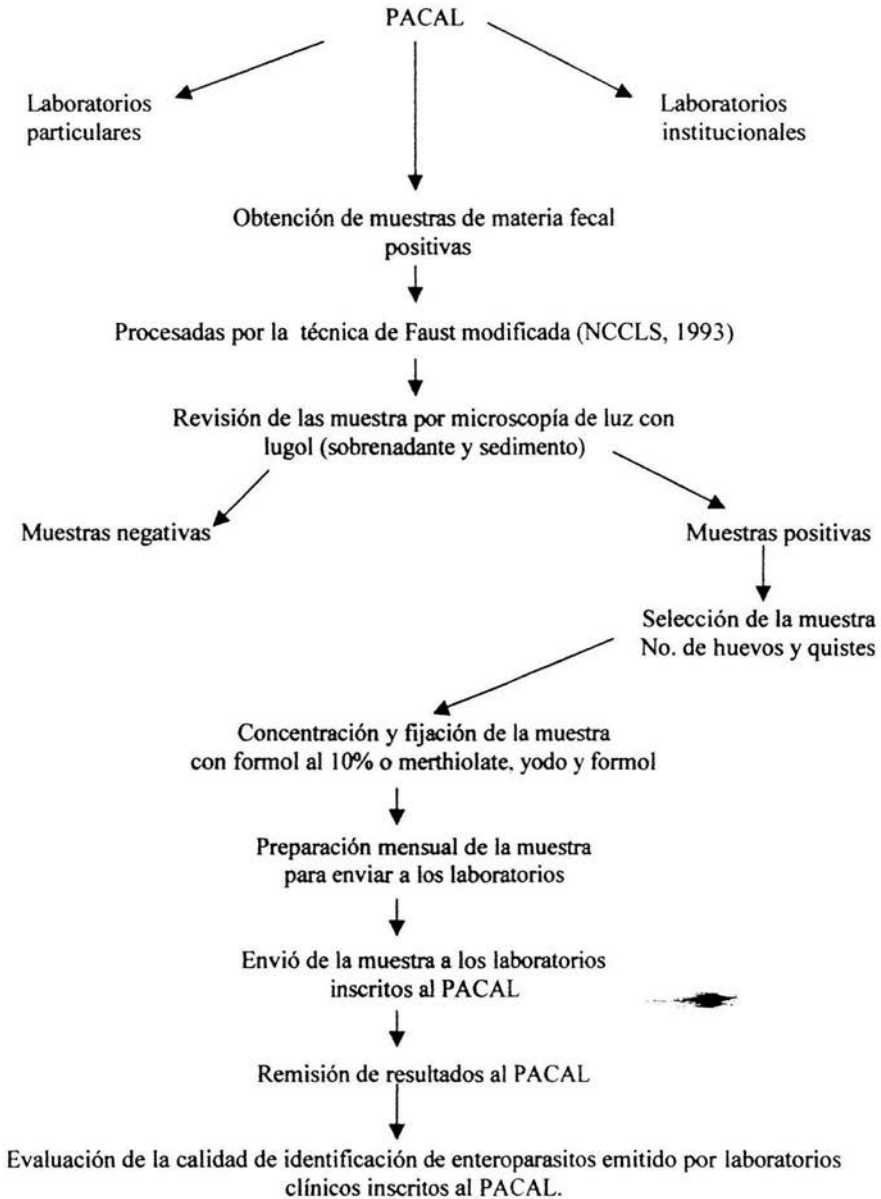 PACAL
Laboratorios
particulares
Laboratorios
institucionales
Obtención de muestras de materia fecal
positivas
Procesadas por la técnica de Faust modificada (NCCLS, 1993)
Revisión de las muestra por microscopía de luz con
lugol (sobrenadante y sedimento)
Muestras negativas
Muestras positivas
Selección de la muestra
No. de huevos y quistes
Concentración y fijación de la muestra
con formol al 10% o merthiolate, yodo y formol
Preparación mensual de la muestra
para enviar a los laboratorios
Envió de la muestra a los laboratorios
inscritos al PACAL
Remisión de resultados al PACAL
Evaluación de la calidad de identificación de enteroparasitos emitido por laboratorios
clínicos inscritos al PACAL.